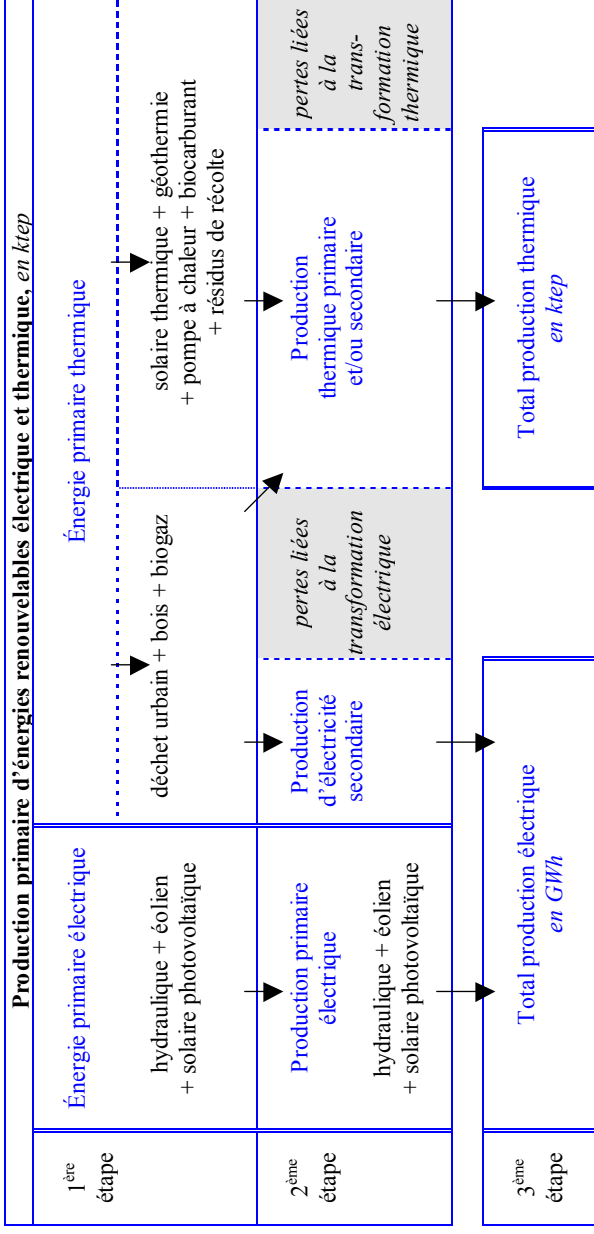 Production primaire d'énergies renouvelables électrique et thermique, en ktep
1ère
étape
Énergie primaire électrique
hydraulique + éolien
+ solaire photovoltaïque
Énergie primaire thermique
déchet urbain + bois + biogaz
solaire thermique + géothermie
+ pompe à chaleur + biocarburant
+ résidus de récolte
2ème
étape
Production primaire
électrique
hydraulique + éolien
+ solaire photovoltaïque
Production
d'électricité
secondaire
pertes liées
à la
transformation
électrique
Production
thermique primaire
et/ou secondaire
pertes liées
à la
trans-
formation
thermique
3ème
étape
Total production électrique
en GWh
Total production thermique
en ktep